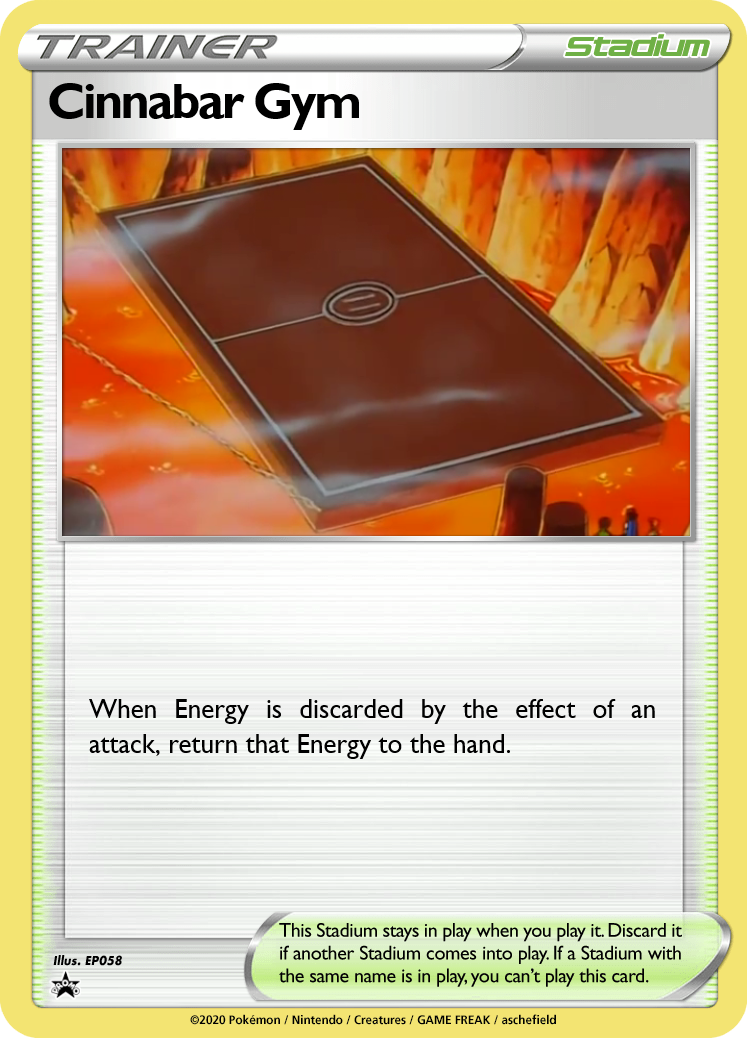 TRAINER
Stadium
Cinnabar Gym
When Energy is discarded by the effect of an
attack, return that Energy to the hand.
This Stadium stays in play when you play it. Discard it
if another Stadium comes into play. If a Stadium with
the same name is in play, you can't play this card.
Illus. EP058
PROMO
©2020 Pokémon / Nintendo / Creatures / GAME FREAK / aschefield